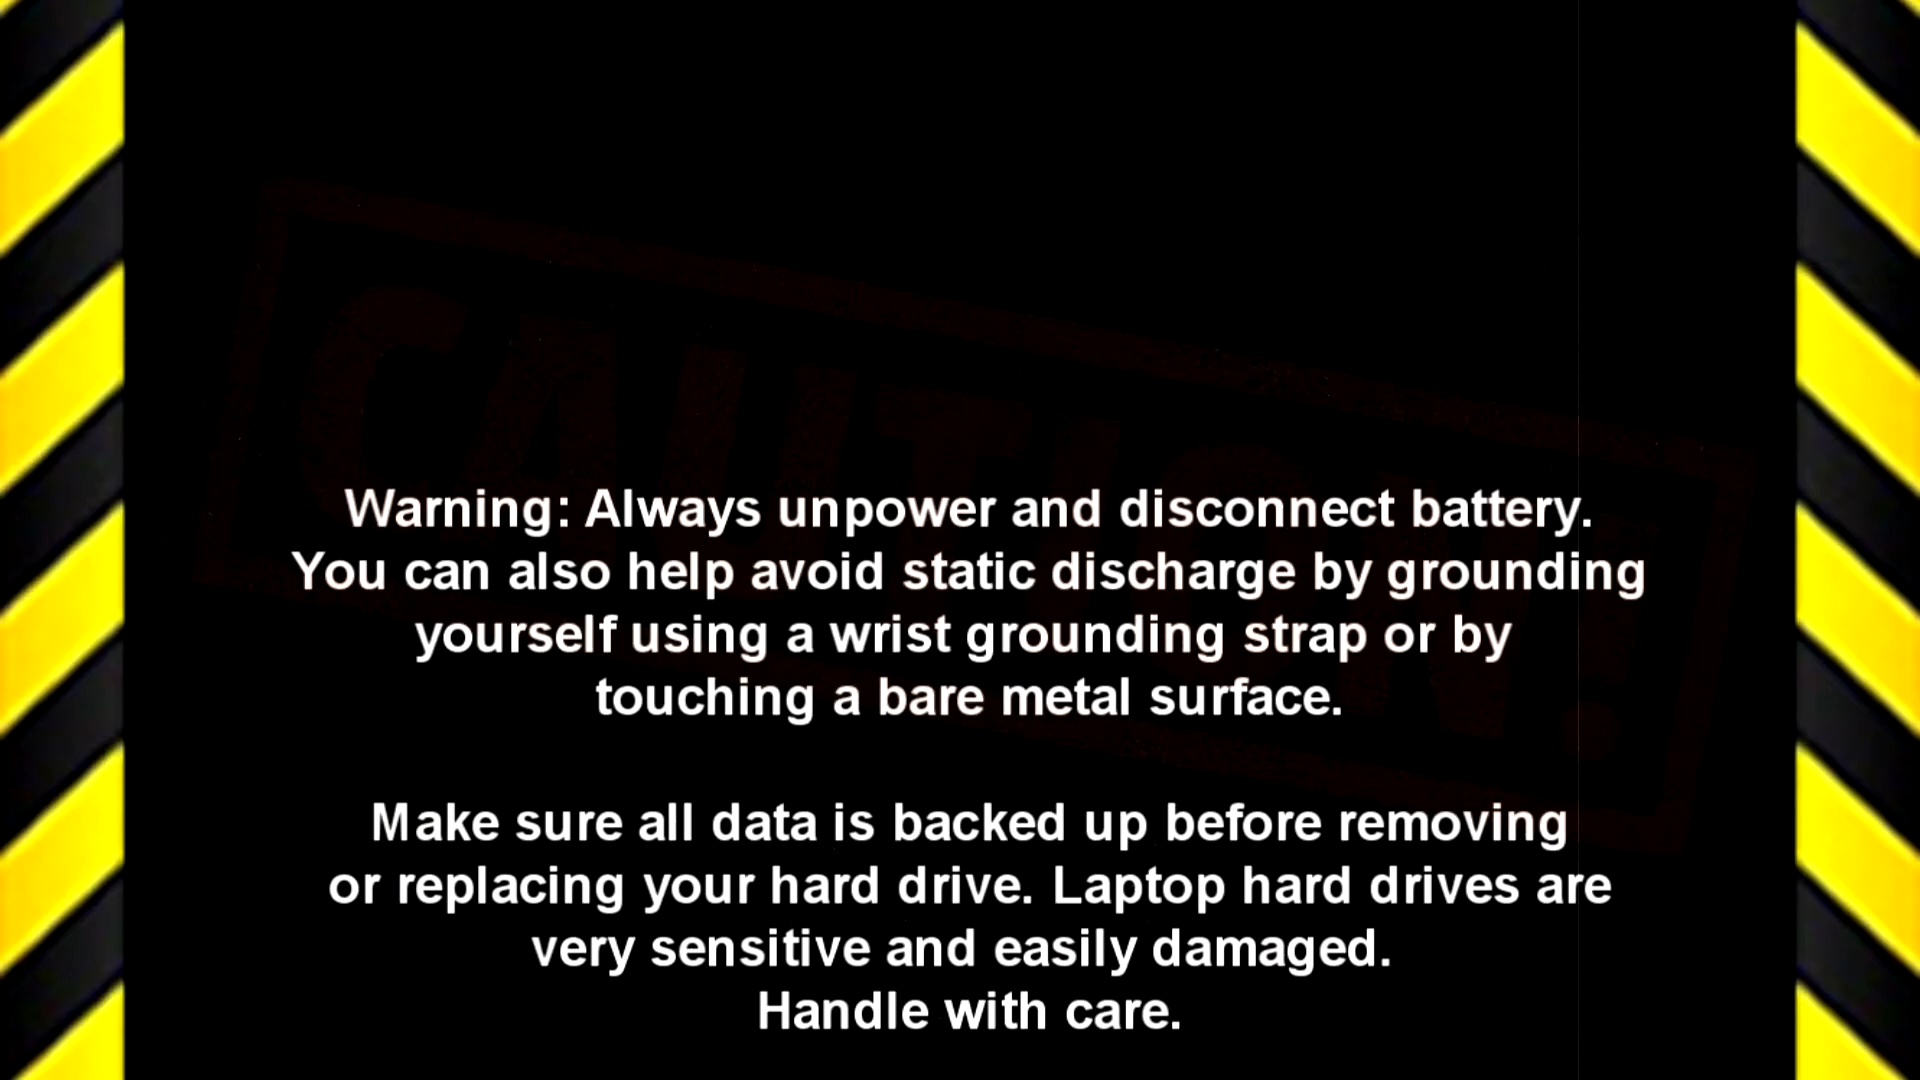 CAUTION!
Warning: Always unpower and disconnect battery.
You can also help avoid static discharge by grounding
yourself using a wrist grounding strap or by
touching a bare metal surface.
Make sure all data is backed up before removing
or replacing your hard drive. Laptop hard drives are
very sensitive and easily damaged.
Handle with care.